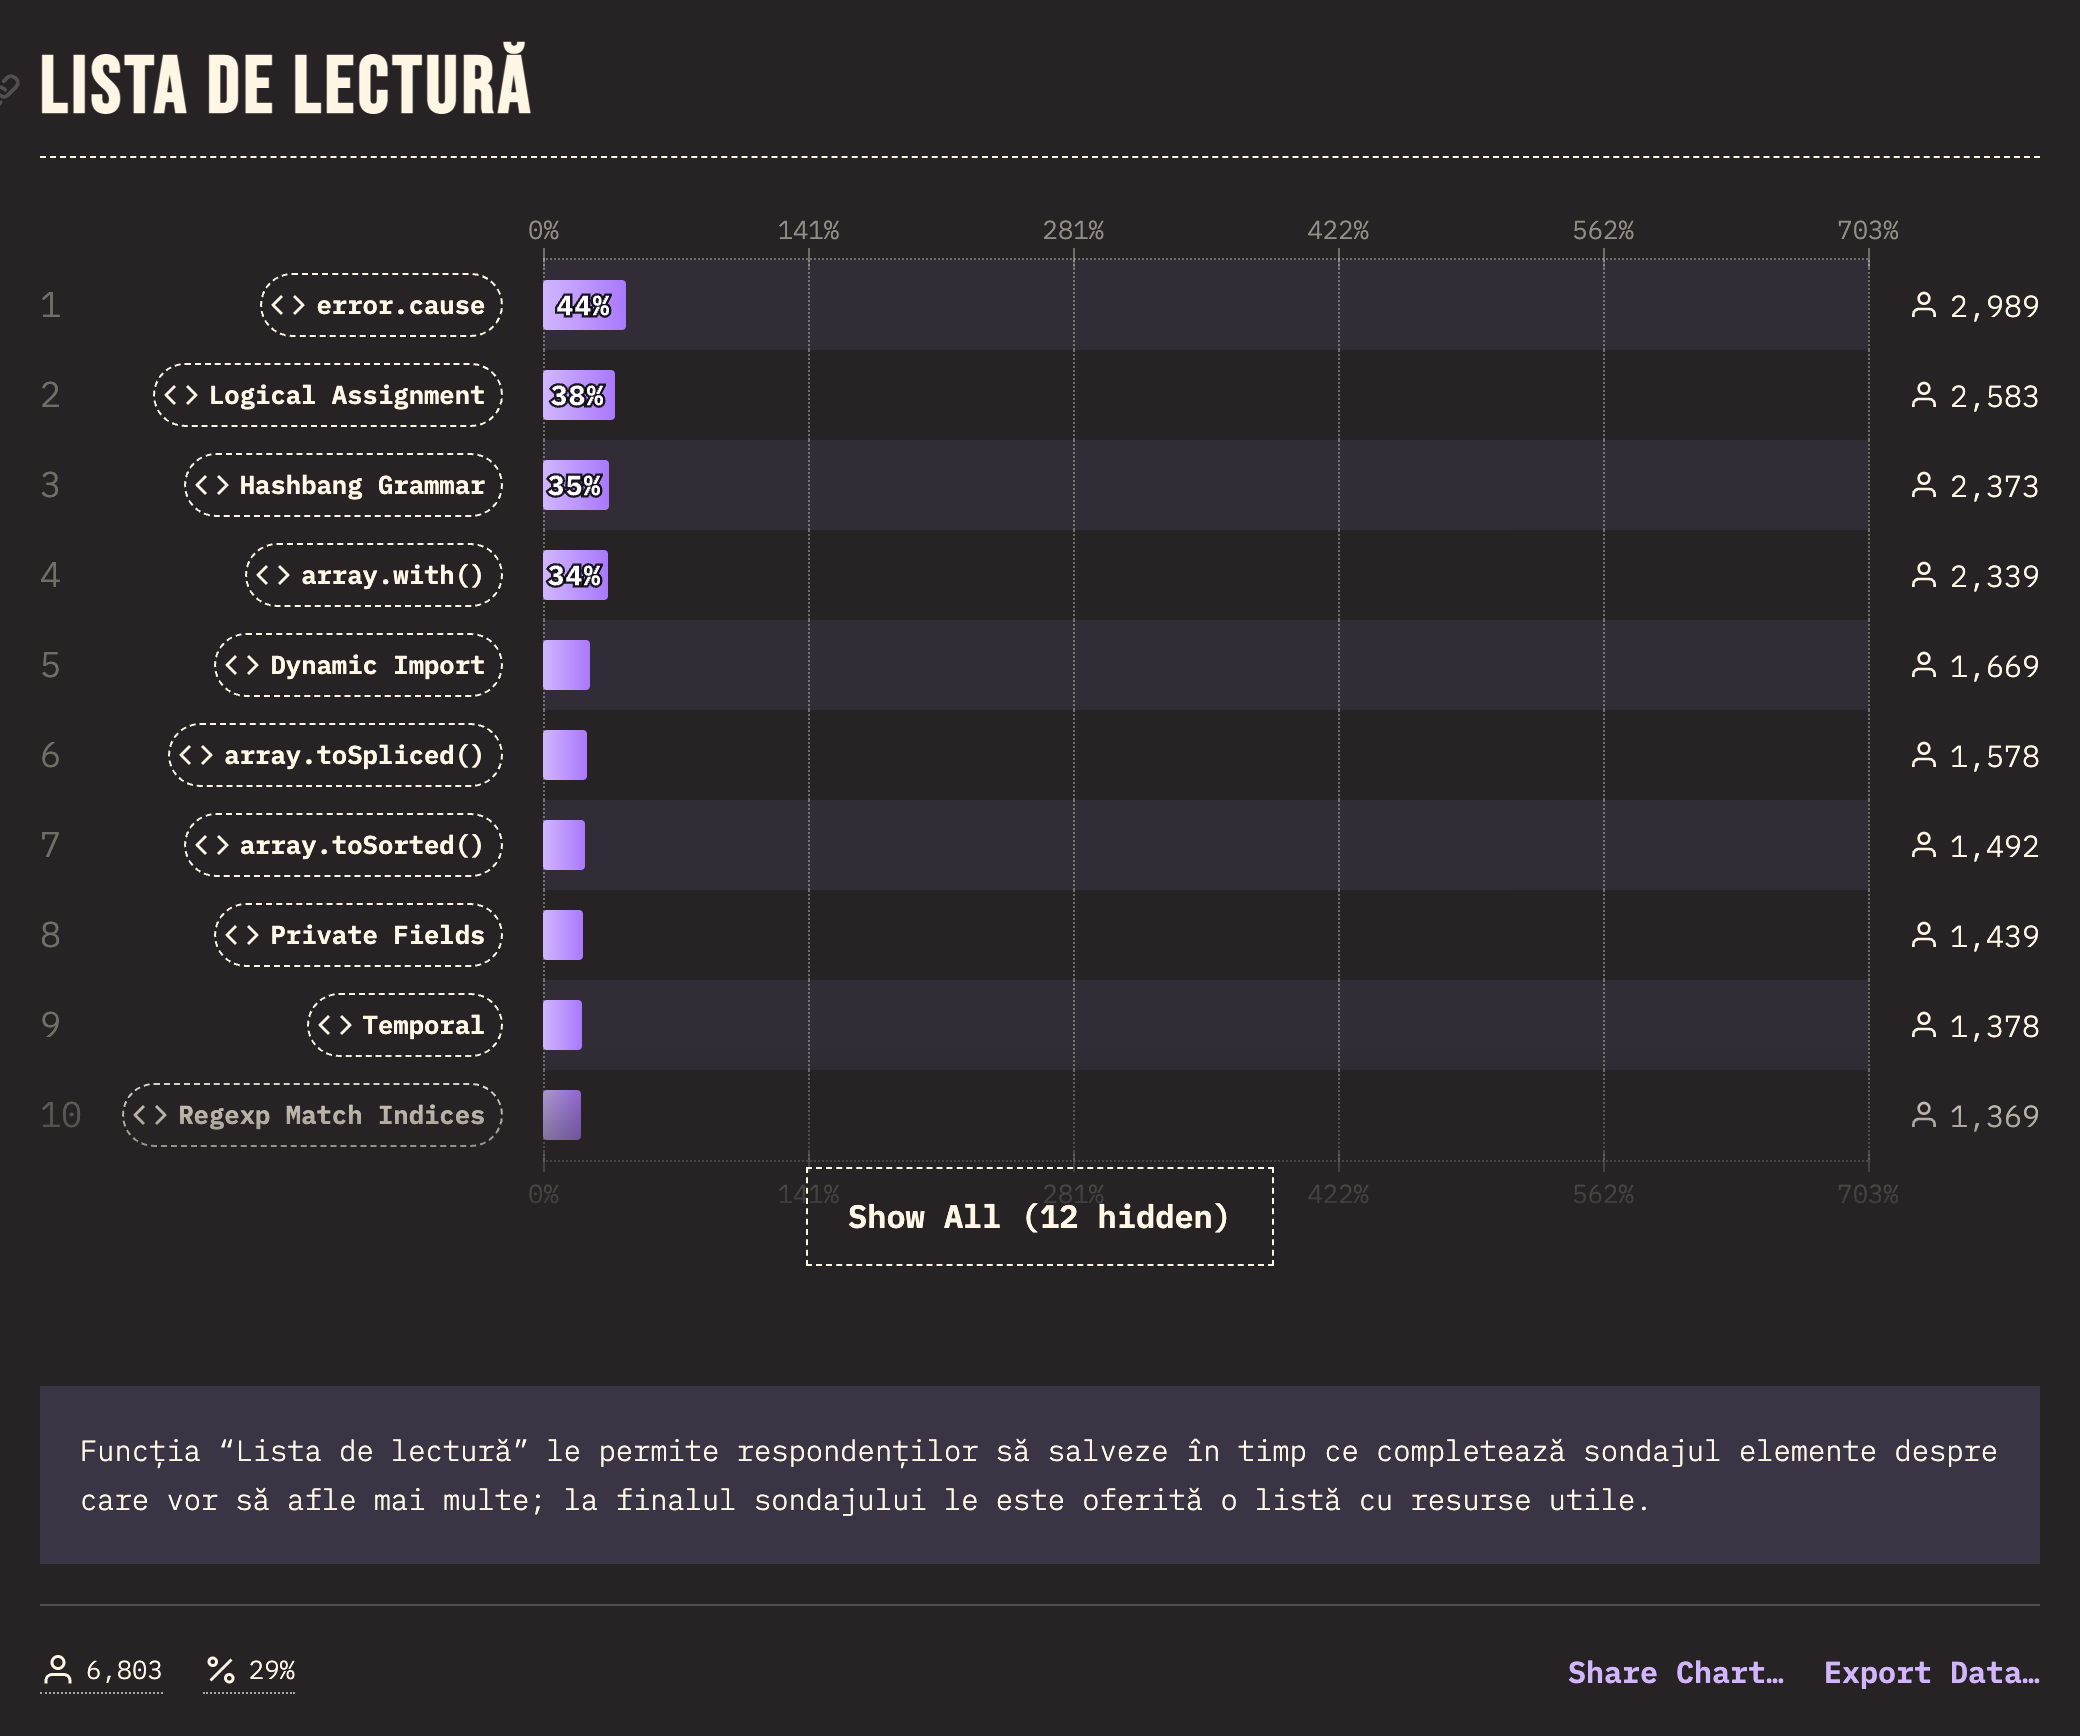 LISTA DE LECTURĂ
0% 141% 281% 422% 562% 703%
1 <> error.cause 44% 2,989
2 <> Logical Assignment 38% 2,583
3 <> Hashbang Grammar 35% 2,373
4 <> array.with() 34% 2,339
5 <> Dynamic Import 1,669
6 <> array.toSpliced() 1,578
7 <> array.toSorted() 1,492
8 <> Private Fields 1,439
9 <> Temporal 1,378
10 <> Regexp Match Indices 1,369
0% 141% 281% 422% 562% 703%
Show All (12 hidden)
Funcția “Lista de lectură” le permite respondenților să salveze în timp ce completează sondajul elemente despre
care vor să afle mai multe; la finalul sondajului le este oferită o listă cu resurse utile.
6,803 % 29% Share Chart… Export Data…